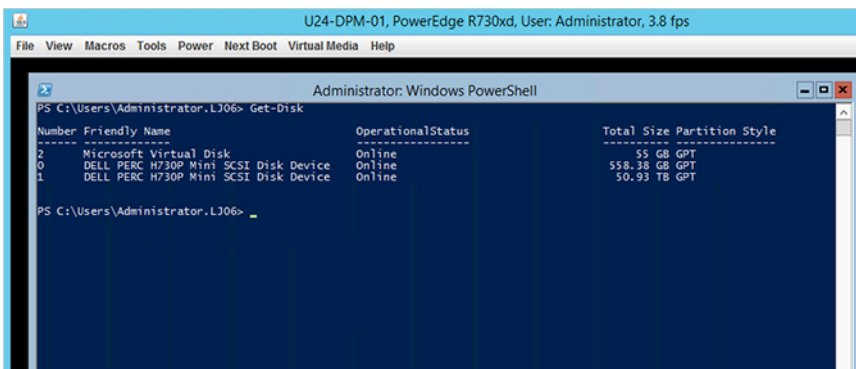 U24-DPM-01, PowerEdge R730xd, User: Administrator, 3.8 fps
File View Macros Tools Power Next Boot Virtual Media Help
Administrator: Windows PowerShell
PS C:\Users\Administrator.LJ06> Get-Disk
Number Friendly Name OperationalStatus Total Size Partition Style
------ ------------- ----------------- ---------- ---------------
2 Microsoft Virtual Disk Online 55 GB GPT
0 DELL PERC H730P Mini SCSI Disk Device Online 558.38 GB GPT
1 DELL PERC H730P Mini SCSI Disk Device Online 50.93 TB GPT
PS C:\Users\Administrator.LJ06> _